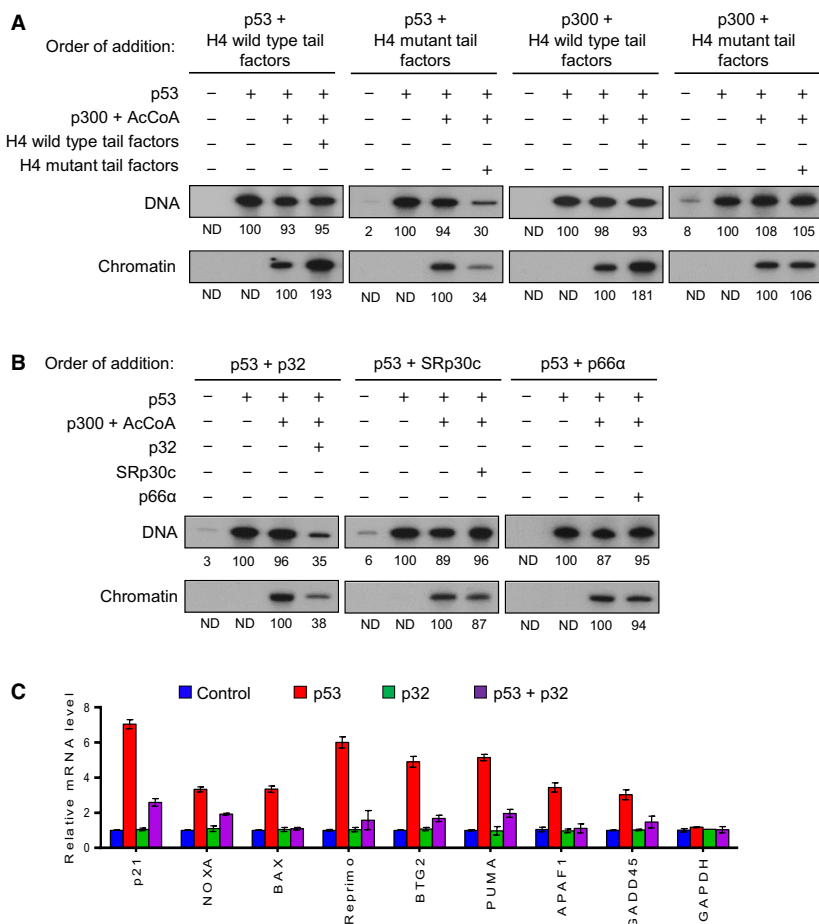 A
Order of addition:
p53 +
H4 wild type tail
factors
p53 +
H4 mutant tail
factors
p300 +
H4 wild type tail
factors
p300 +
H4 mutant tail
factors
p53 – + + + – + + + – + + + – + + +
p300 + AcCoA – – + + – – + + – – + + – – + +
H4 wild type tail factors – – – + – – – – – – – + – – – –
H4 mutant tail factors – – – – – – – + – – – – – – – +
DNA
ND 100 93 95 2 100 94 30 ND 100 98 93 8 100 108 105
Chromatin
ND ND 100 193 ND ND 100 34 ND ND 100 181 ND ND 100 106
B
Order of addition: p53 + p32 p53 + SRp30c p53 + p66α
p53 – + + + – + + + – + + +
p300 + AcCoA – – + + – – + + – – + +
p32 – – – + – – – – – – – –
SRp30c – – – – – – – + – – – –
p66α – – – – – – – – – – – +
DNA
3 100 96 35 6 100 89 96 ND 100 87 95
Chromatin
ND ND 100 38 ND ND 100 87 ND ND 100 94
C
Control p53 p32 p53 + p32
Relative mRNA level
8
6
4
2
0
p21 NOXA BAX Reprimo BTG2 PUMA APAF1 GADD45 GAPDH